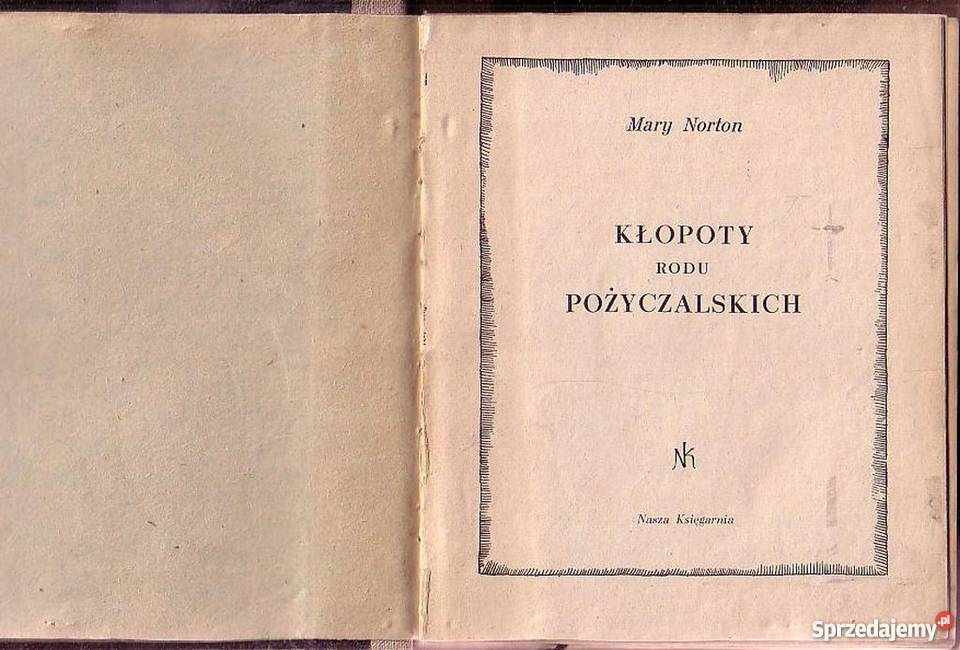 Mary Norton
KŁOPOTY
RODU
POŻYCZALSKICH
NK
Nasza Księgarnia
Sprzedajemy.pl